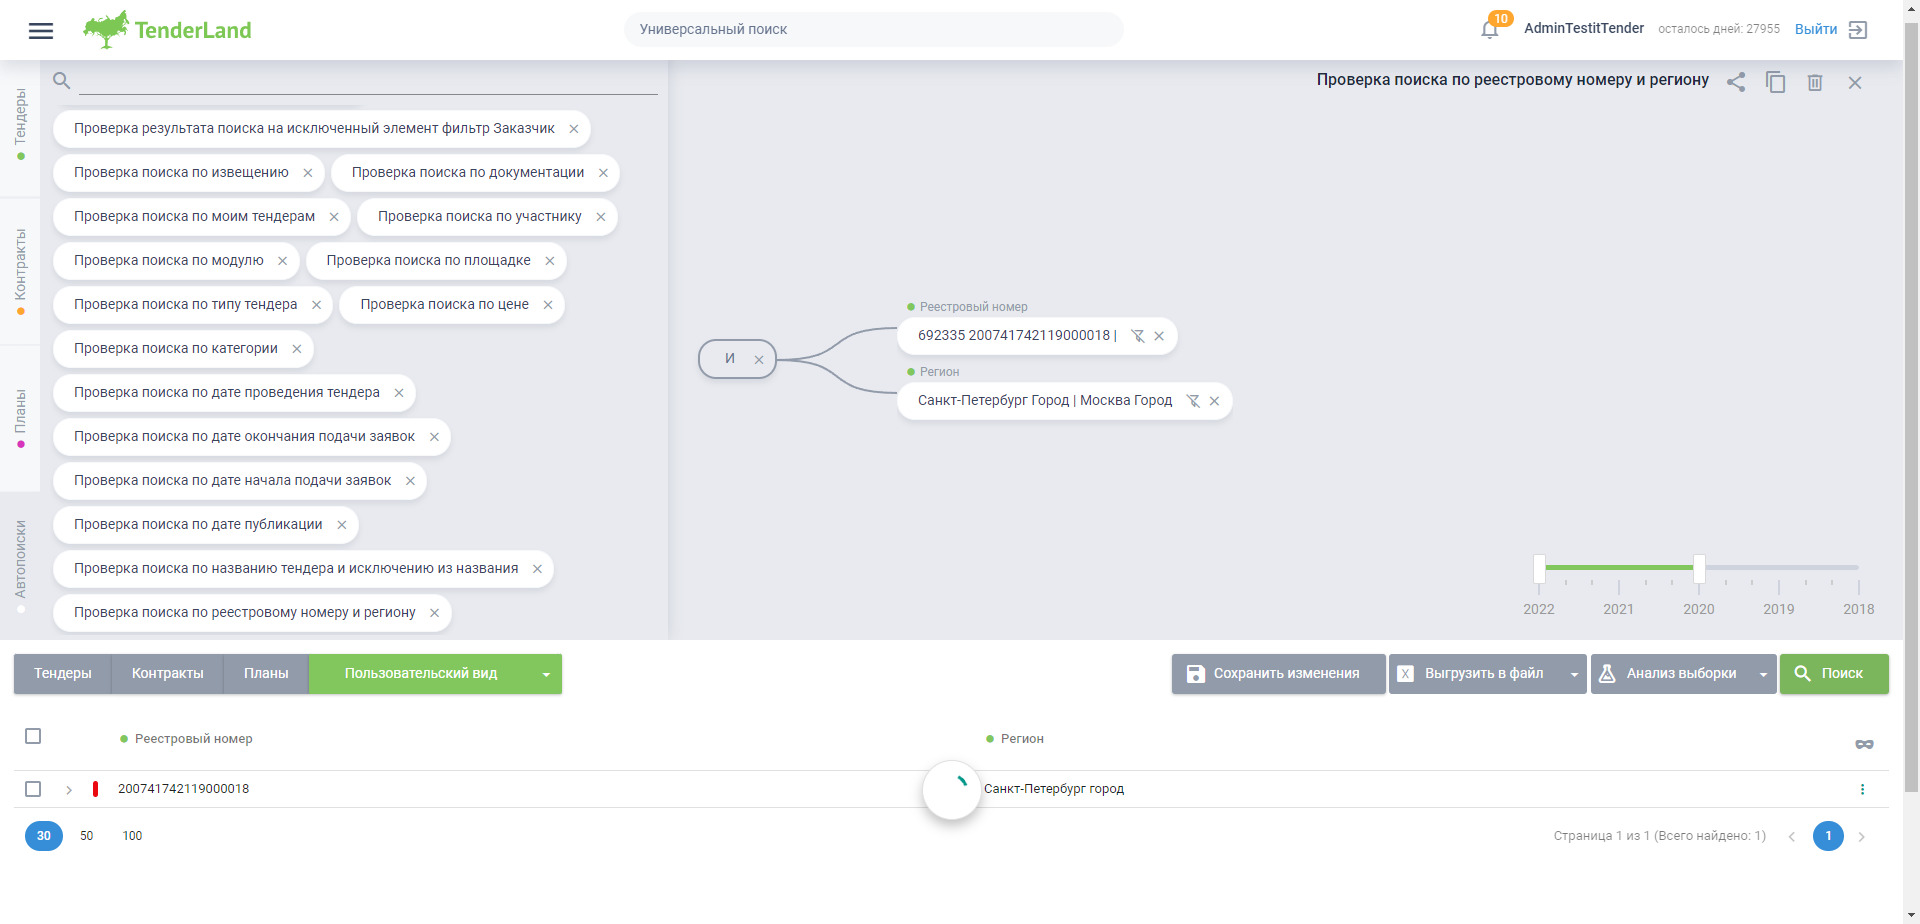 TenderLand
Универсальный поиск
10
AdminTestitTender
осталось дней: 27955
Выйти
Тендеры
Контракты
Планы
Автопоиски
Проверка результата поиска на исключенный элемент фильтр Заказчик
Проверка поиска по извещению
Проверка поиска по документации
Проверка поиска по моим тендерам
Проверка поиска по участнику
Проверка поиска по модулю
Проверка поиска по площадке
Проверка поиска по типу тендера
Проверка поиска по цене
Проверка поиска по категории
Проверка поиска по дате проведения тендера
Проверка поиска по дате окончания подачи заявок
Проверка поиска по дате начала подачи заявок
Проверка поиска по дате публикации
Проверка поиска по названию тендера и исключению из названия
Проверка поиска по реестровому номеру и региону
Проверка поиска по реестровому номеру и региону
И
Реестровый номер
692335 200741742119000018 |
Регион
Санкт-Петербург Город | Москва Город
2022 2021 2020 2019 2018
Тендеры
Контракты
Планы
Пользовательский вид
Сохранить изменения
X Выгрузить в файл
Анализ выборки
Поиск
Реестровый номер
Регион
200741742119000018
Санкт-Петербург город
30 50 100
Страница 1 из 1 (Всего найдено: 1)
1